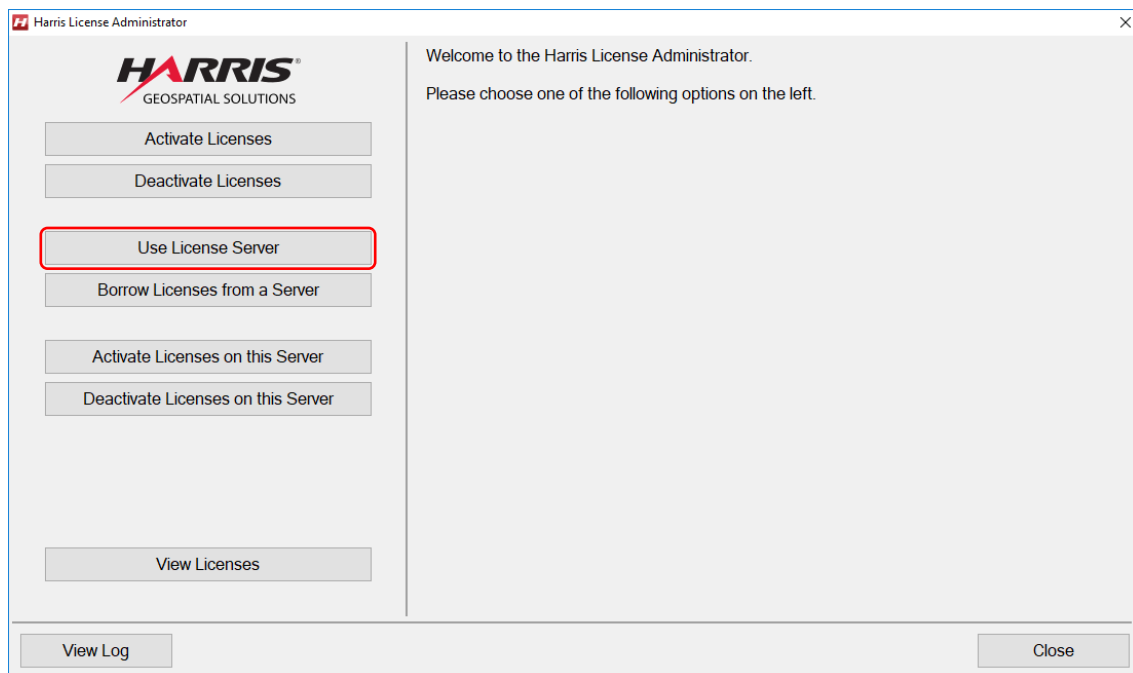 Harris License Administrator
HARRIS®
GEOSPATIAL SOLUTIONS
Activate Licenses
Deactivate Licenses
Use License Server
Borrow Licenses from a Server
Activate Licenses on this Server
Deactivate Licenses on this Server
View Licenses
Welcome to the Harris License Administrator.
Please choose one of the following options on the left.
View Log
Close